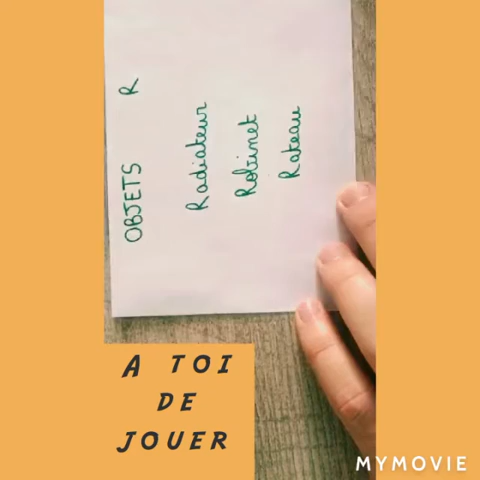 OBJETS R
Radiateur
Robinet
Rateau
A TOI
DE
JOUER
MYMOVIE